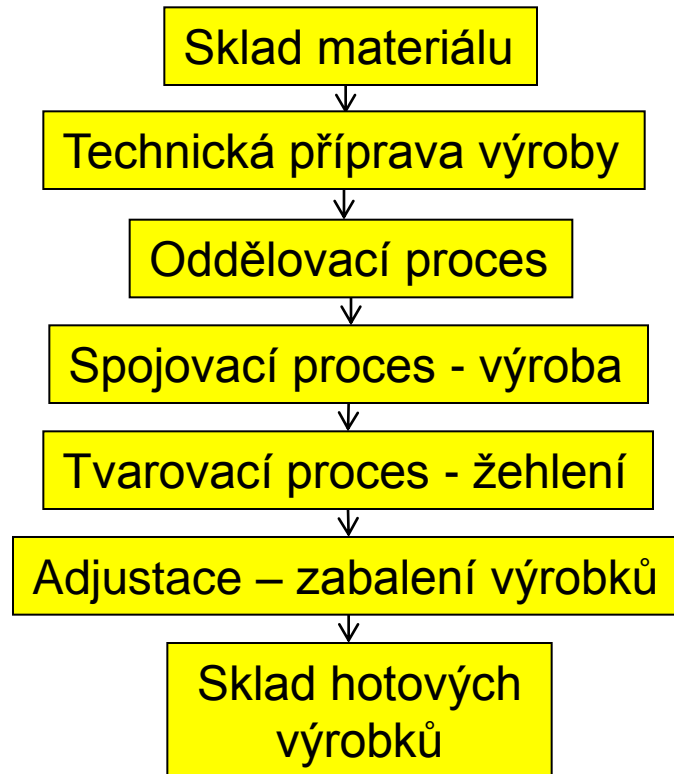 Sklad materiálu
Technická příprava výroby
Oddělovací proces
Spojovací proces - výroba
Tvarovací proces - žehlení
Adjustace – zabalení výrobků
Sklad hotových
výrobků